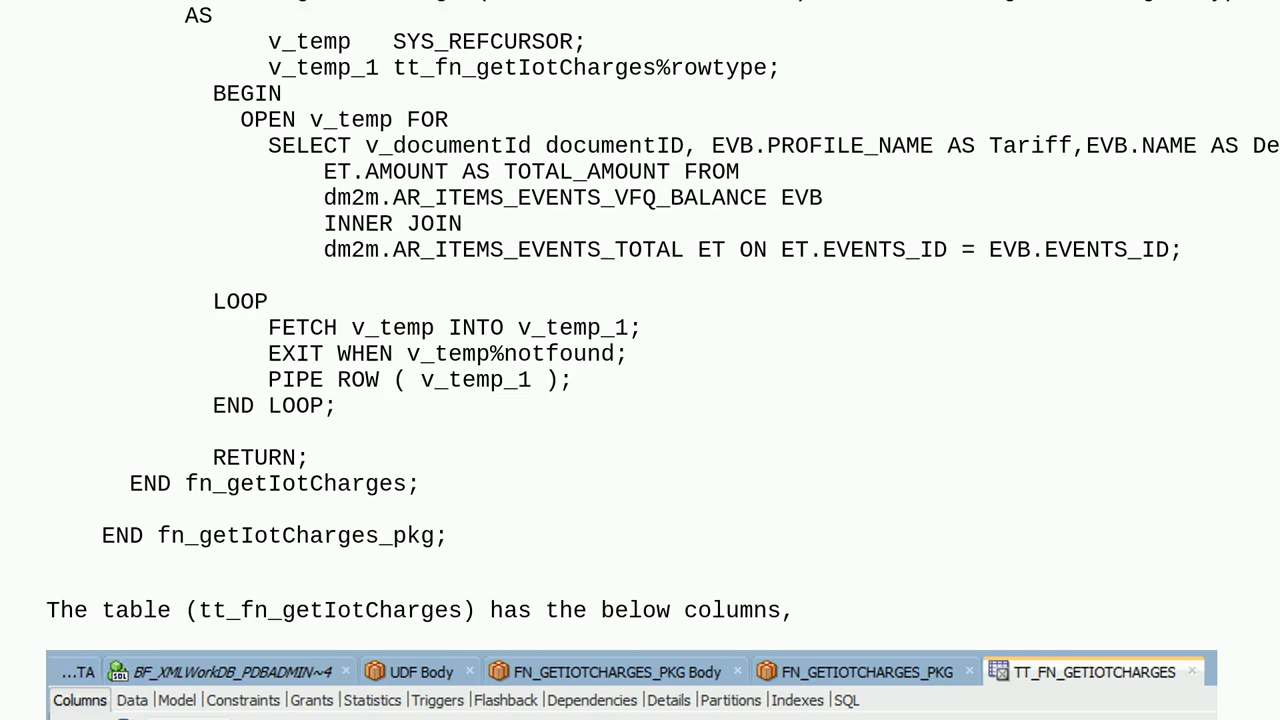 AS
v_temp   SYS_REFCURSOR;
v_temp_1 tt_fn_getIotCharges%rowtype;
BEGIN
OPEN v_temp FOR
SELECT v_documentId documentID, EVB.PROFILE_NAME AS Tariff,EVB.NAME AS De
ET.AMOUNT AS TOTAL_AMOUNT FROM
dm2m.AR_ITEMS_EVENTS_VFQ_BALANCE EVB
INNER JOIN
dm2m.AR_ITEMS_EVENTS_TOTAL ET ON ET.EVENTS_ID = EVB.EVENTS_ID;
LOOP
FETCH v_temp INTO v_temp_1;
EXIT WHEN v_temp%notfound;
PIPE ROW ( v_temp_1 );
END LOOP;
RETURN;
END fn_getIotCharges;
END fn_getIotCharges_pkg;
The table (tt_fn_getIotCharges) has the below columns,
...TA BF_XMLWorkDB_PDBADMIN~4 UDF Body FN_GETIOTCHARGES_PKG Body FN_GETIOTCHARGES_PKG TT_FN_GETIOTCHARGES
Columns Data |Model |Constraints |Grants |Statistics |Triggers |Flashback |Dependencies |Details |Partitions |Indexes |SQL